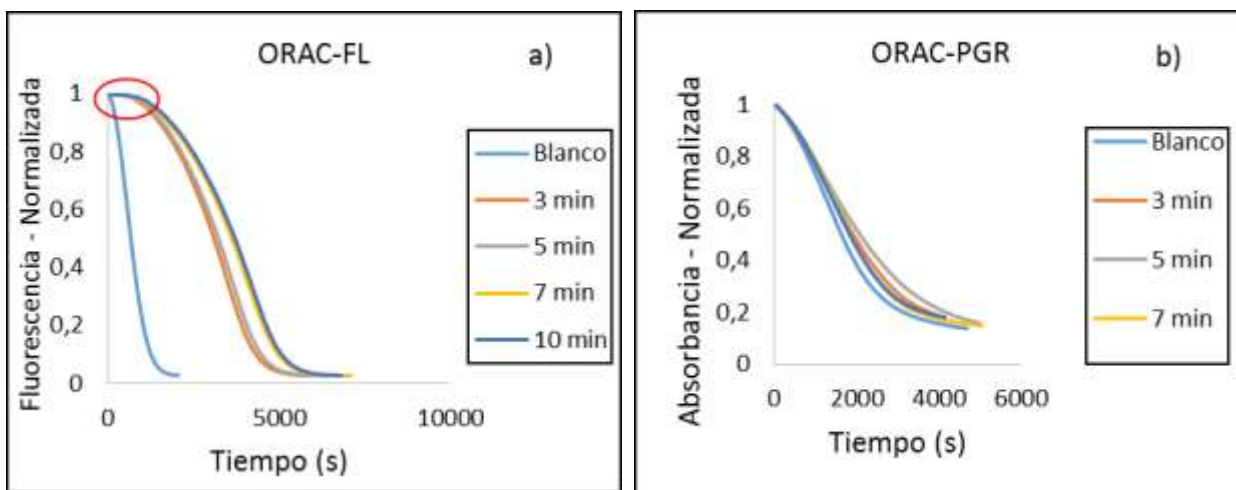 ORAC-FL
a)
Fluorescencia - Normalizada
1
0,8
0,6
0,4
0,2
0
0
5000
10000
Tiempo (s)
Blanco
3 min
5 min
7 min
10 min
ORAC-PGR
b)
Absorbancia - Normalizada
1
0,8
0,6
0,4
0,2
0
0
2000
4000
6000
Tiempo (s)
Blanco
3 min
5 min
7 min